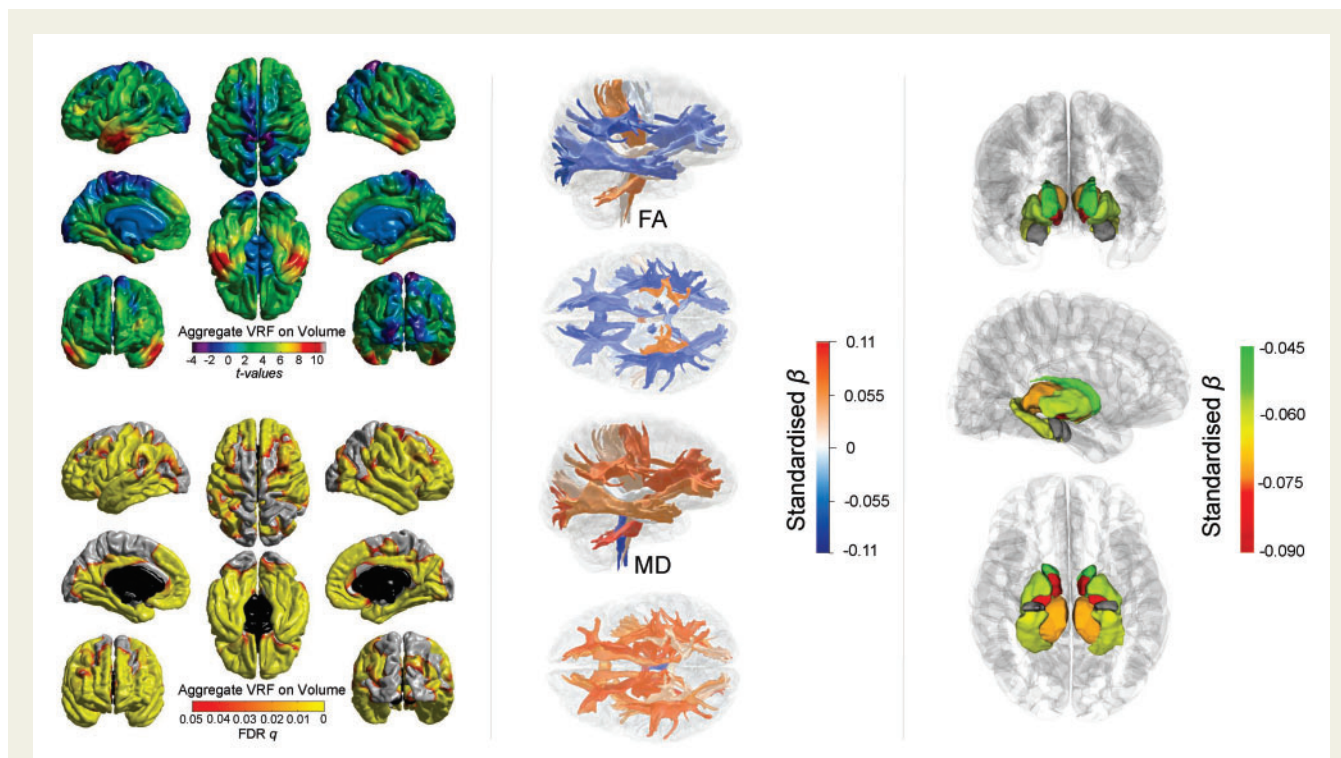 Aggregate VRF on Volume
-4 -2 0 2 4 6 8 10
t-values
Aggregate VRF on Volume
0.05 0.04 0.03 0.02 0.01 0
FDR q
FA
MD
Standardised β
0.11
0.055
0
-0.055
-0.11
Standardised β
-0.045
-0.060
-0.075
-0.090